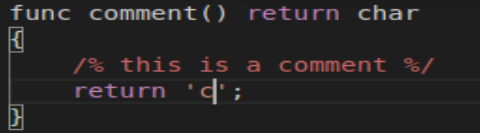 func comment() return char
{
    /% this is a comment %/
    return 'c';
}